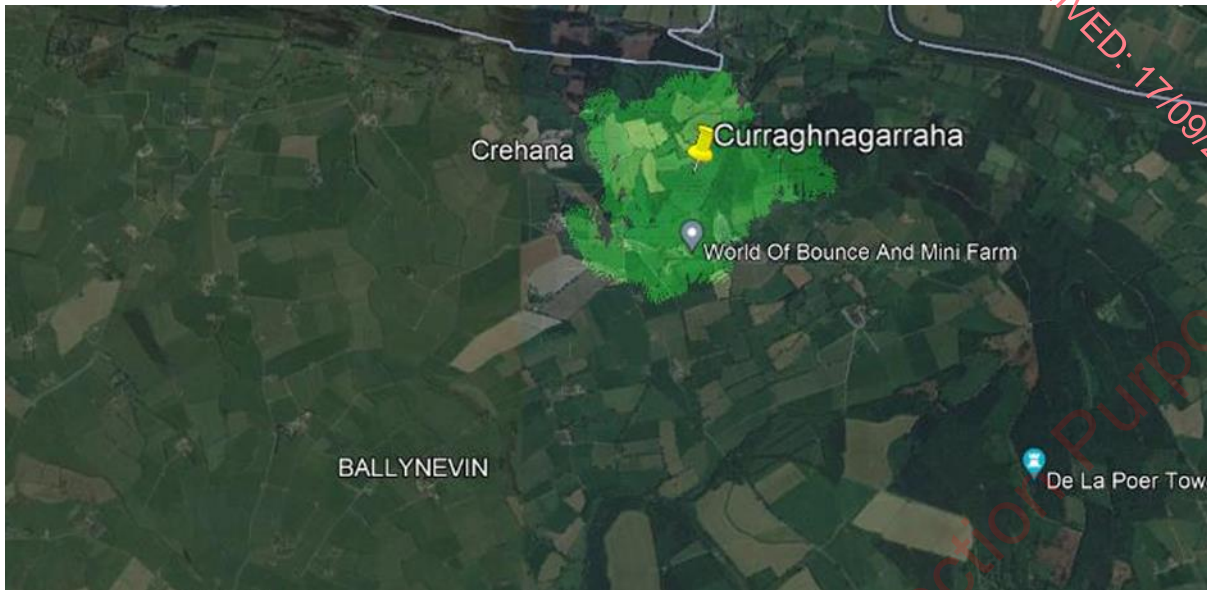 Curraghnagarraha
Crehana
World Of Bounce And Mini Farm
BALLYNEVIN
De La Poer Tow